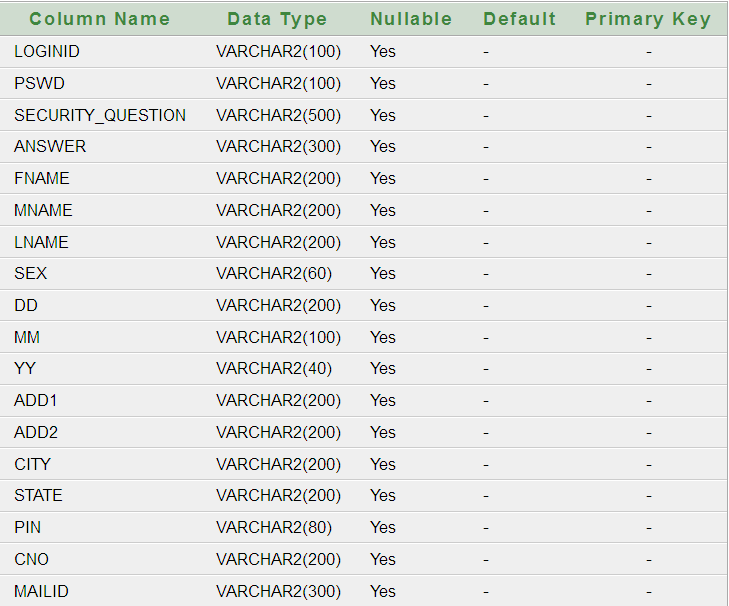 Column Name Data Type Nullable Default Primary Key
LOGINID VARCHAR2(100) Yes - -
PSWD VARCHAR2(100) Yes - -
SECURITY_QUESTION VARCHAR2(500) Yes - -
ANSWER VARCHAR2(300) Yes - -
FNAME VARCHAR2(200) Yes - -
MNAME VARCHAR2(200) Yes - -
LNAME VARCHAR2(200) Yes - -
SEX VARCHAR2(60) Yes - -
DD VARCHAR2(200) Yes - -
MM VARCHAR2(100) Yes - -
YY VARCHAR2(40) Yes - -
ADD1 VARCHAR2(200) Yes - -
ADD2 VARCHAR2(200) Yes - -
CITY VARCHAR2(200) Yes - -
STATE VARCHAR2(200) Yes - -
PIN VARCHAR2(80) Yes - -
CNO VARCHAR2(200) Yes - -
MAILID VARCHAR2(300) Yes - -